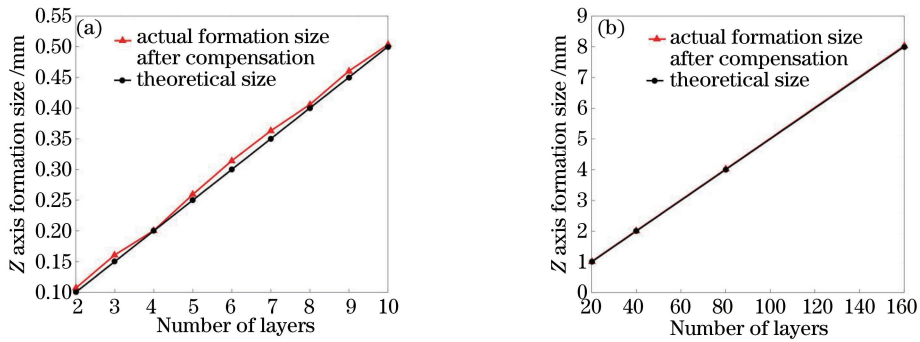 (a)
actual formation size
after compensation
theoretical size
Z axis formation size /mm
0.55
0.50
0.45
0.40
0.35
0.30
0.25
0.20
0.15
0.10
2 3 4 5 6 7 8 9 10
Number of layers
(b)
actual formation size
after compensation
theoretical size
Z axis formation size /mm
9
8
7
6
5
4
3
2
1
0
20 40 60 80 100 120 140 160
Number of layers